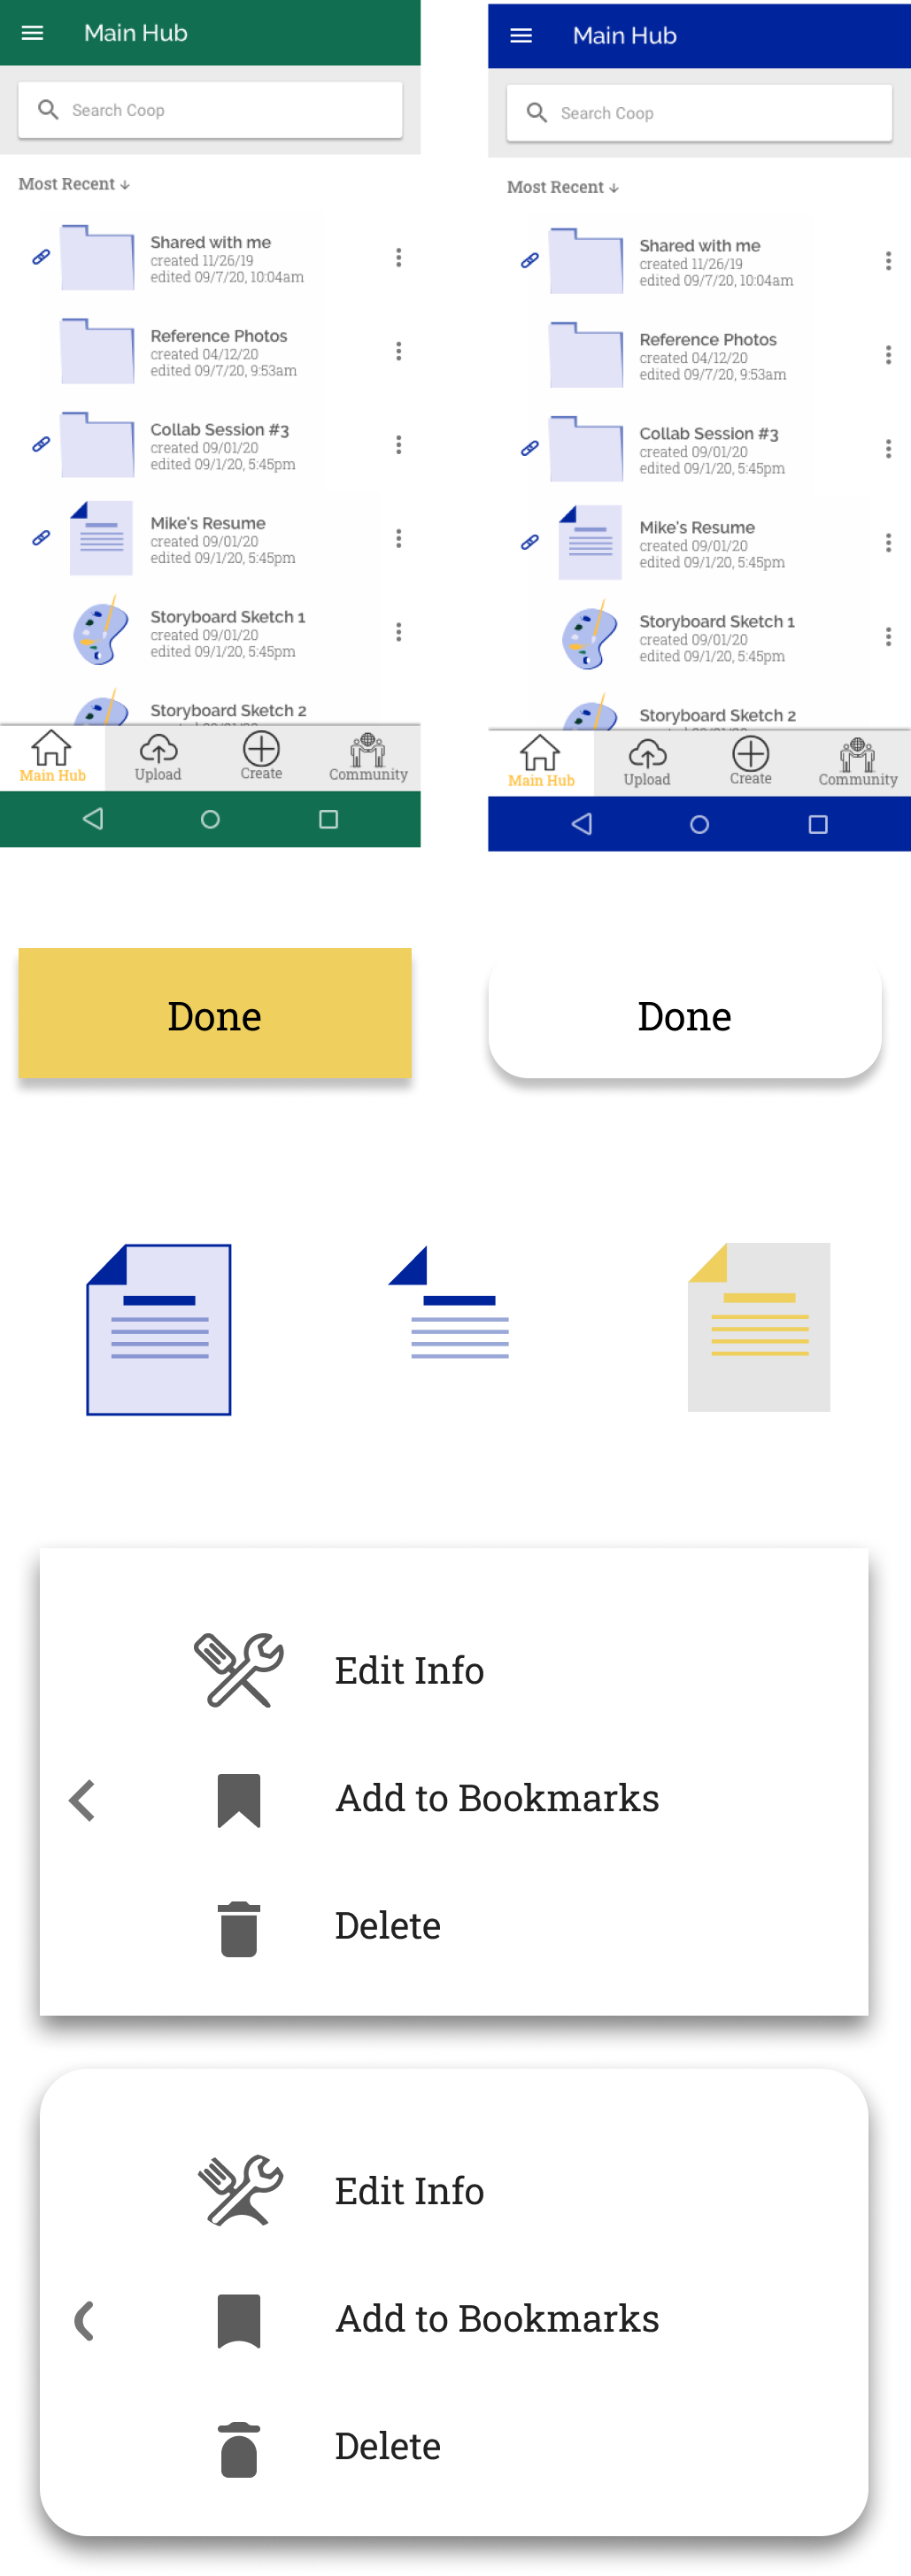 Main Hub
Search Coop
Most Recent ↓
Shared with me
created 11/26/19
edited 09/7/20, 10:04am
Reference Photos
created 04/12/20
edited 09/7/20, 9:53am
Collab Session #3
created 09/01/20
edited 09/1/20, 5:45pm
Mike's Resume
created 09/01/20
edited 09/1/20, 5:45pm
Storyboard Sketch 1
created 09/01/20
edited 09/1/20, 5:45pm
Storyboard Sketch 2
Main Hub
Upload
Create
Community
Main Hub
Search Coop
Most Recent ↓
Shared with me
created 11/26/19
edited 09/7/20, 10:04am
Reference Photos
created 04/12/20
edited 09/7/20, 9:53am
Collab Session #3
created 09/01/20
edited 09/1/20, 5:45pm
Mike's Resume
created 09/01/20
edited 09/1/20, 5:45pm
Storyboard Sketch 1
created 09/01/20
edited 09/1/20, 5:45pm
Storyboard Sketch 2
Main Hub
Upload
Create
Community
Done
Done
Edit Info
Add to Bookmarks
Delete
Edit Info
Add to Bookmarks
Delete